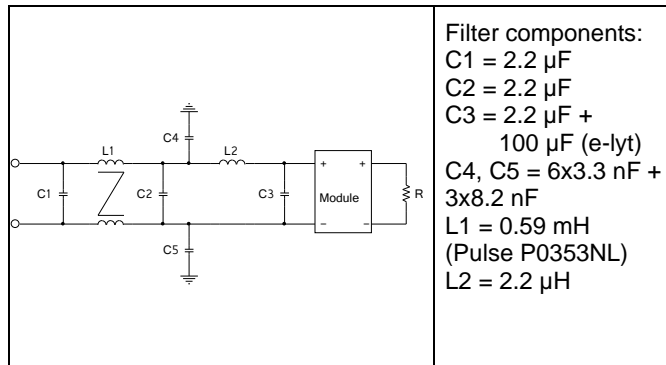 Filter components:
C1 = 2.2 µF
C2 = 2.2 µF
C3 = 2.2 µF +
100 µF (e-lyt)
C4, C5 = 6x3.3 nF +
3x8.2 nF
L1 = 0.59 mH
(Pulse P0353NL)
L2 = 2.2 µH
C4
L1
L2
C1
C2
C3
+
+
Module
R
−
−
C5